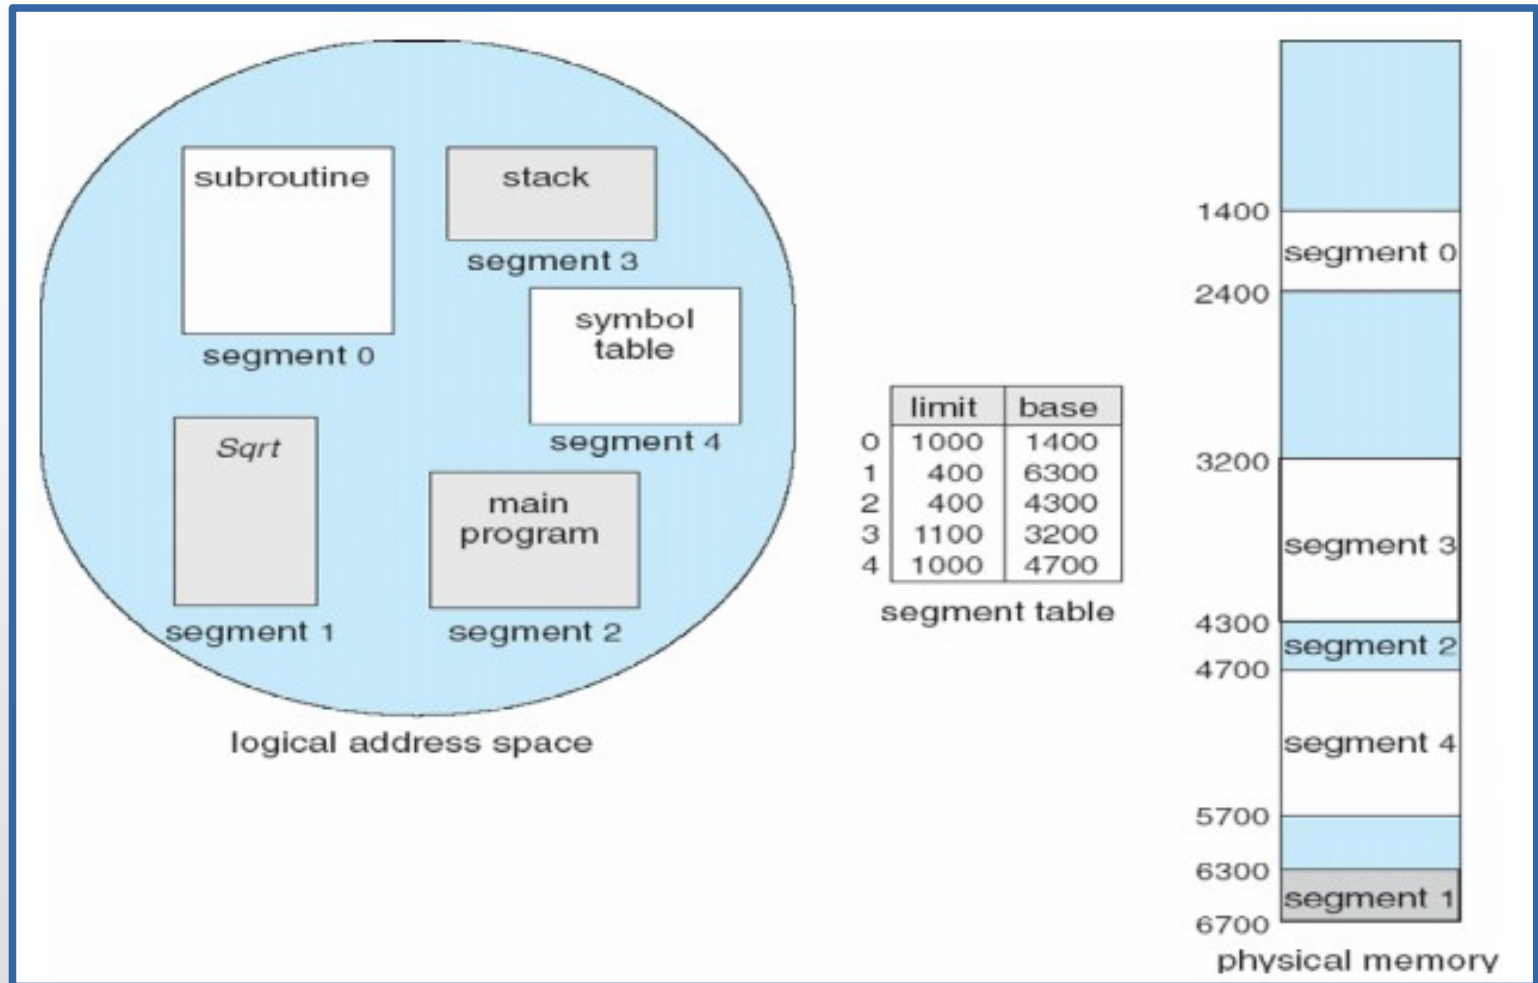 subroutine
stack
segment 3
symbol
table
segment 0
segment 4
Sqrt
main
program
segment 1
segment 2
logical address space
limit base
0 1000 1400
1 400 6300
2 400 4300
3 1100 3200
4 1000 4700
segment table
1400
segment 0
2400
3200
segment 3
4300
segment 2
4700
segment 4
5700
6300
segment 1
6700
physical memory